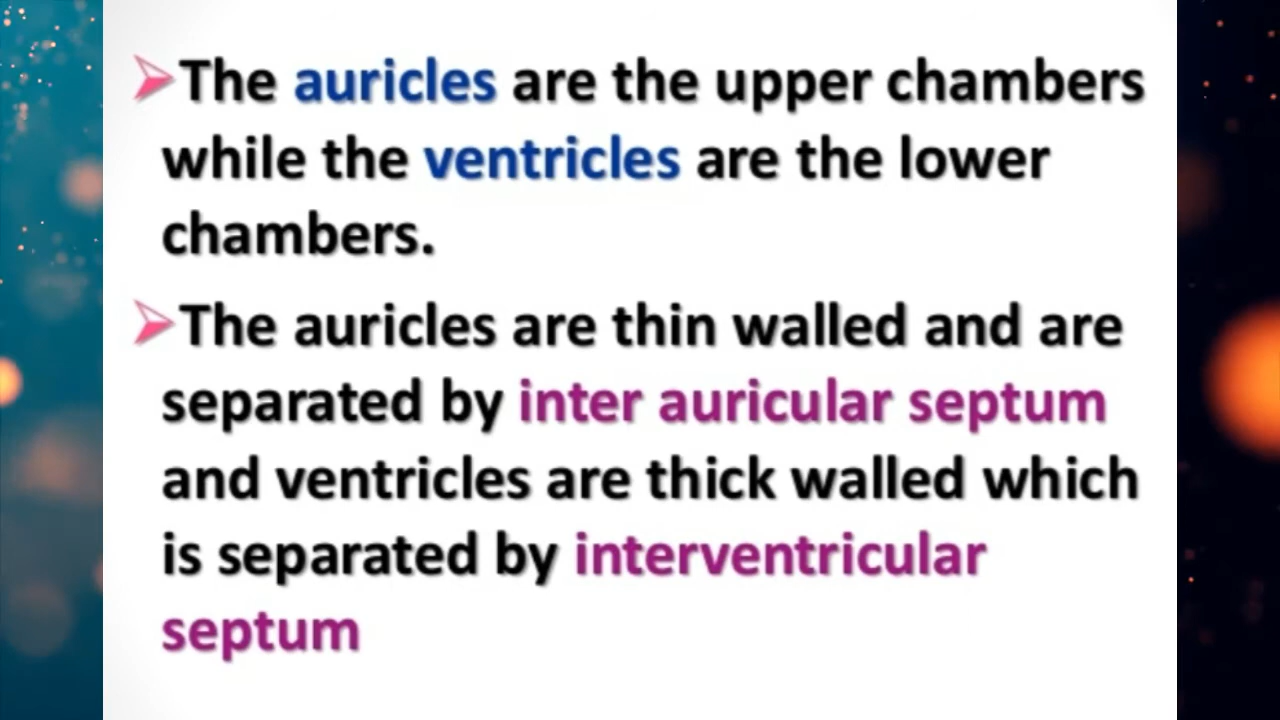 ➢The auricles are the upper chambers
while the ventricles are the lower
chambers.
➢The auricles are thin walled and are
separated by inter auricular septum
and ventricles are thick walled which
is separated by interventricular
septum